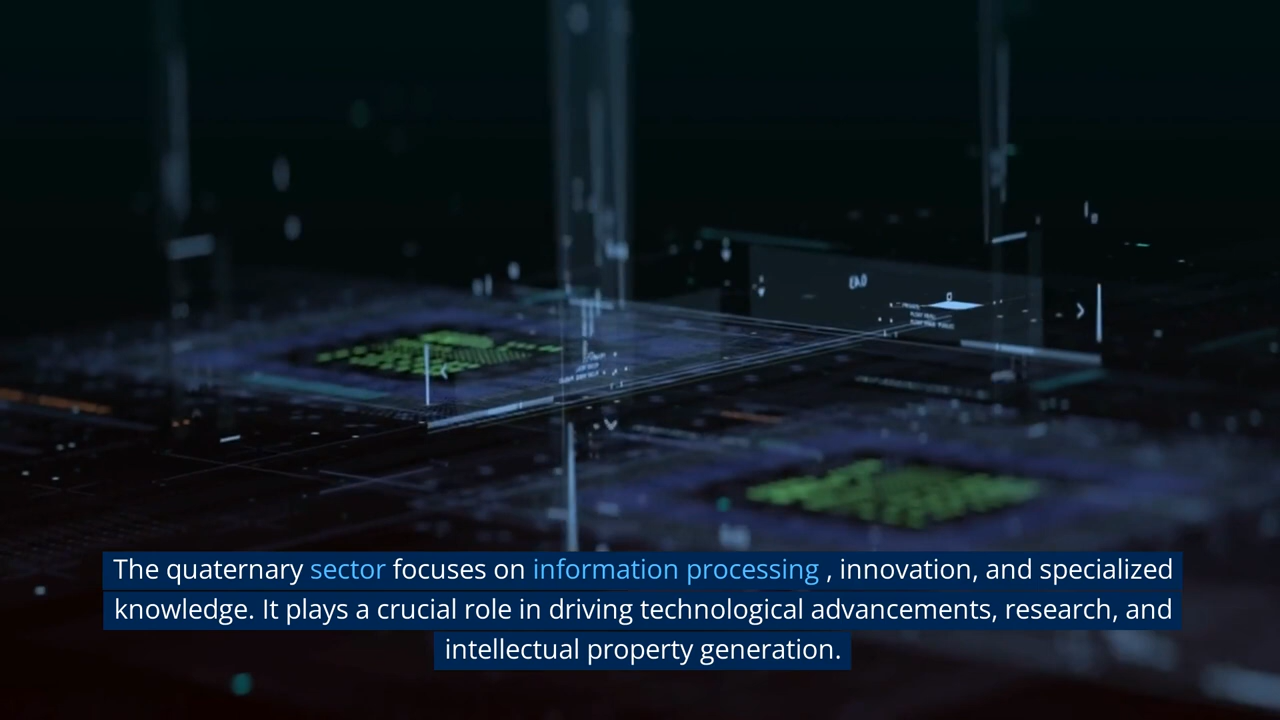 The quaternary sector focuses on information processing , innovation, and specialized
knowledge. It plays a crucial role in driving technological advancements, research, and
intellectual property generation.